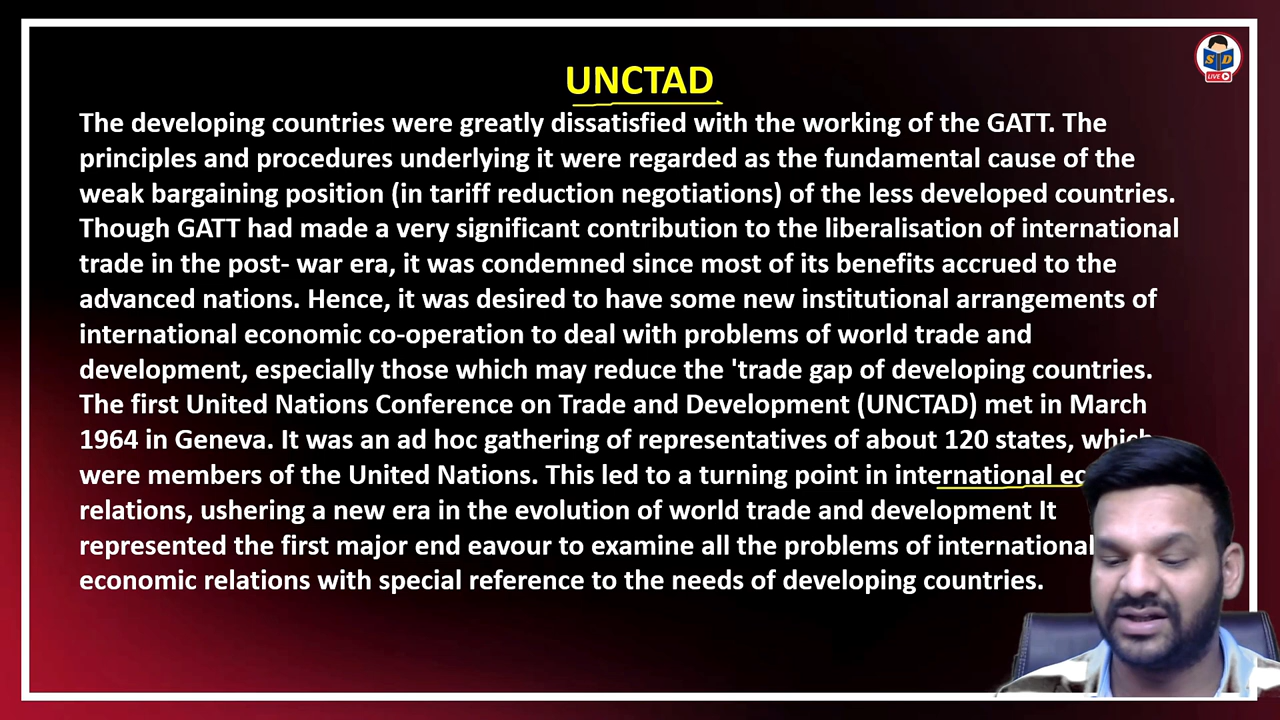 UNCTAD
S D
LIVE
The developing countries were greatly dissatisfied with the working of the GATT. The
principles and procedures underlying it were regarded as the fundamental cause of the
weak bargaining position (in tariff reduction negotiations) of the less developed countries.
Though GATT had made a very significant contribution to the liberalisation of international
trade in the post- war era, it was condemned since most of its benefits accrued to the
advanced nations. Hence, it was desired to have some new institutional arrangements of
international economic co-operation to deal with problems of world trade and
development, especially those which may reduce the 'trade gap of developing countries.
The first United Nations Conference on Trade and Development (UNCTAD) met in March
1964 in Geneva. It was an ad hoc gathering of representatives of about 120 states, which
were members of the United Nations. This led to a turning point in international
relations, ushering a new era in the evolution of world trade and development It
represented the first major end eavour to examine all the problems of international
economic relations with special reference to the needs of developing countries.